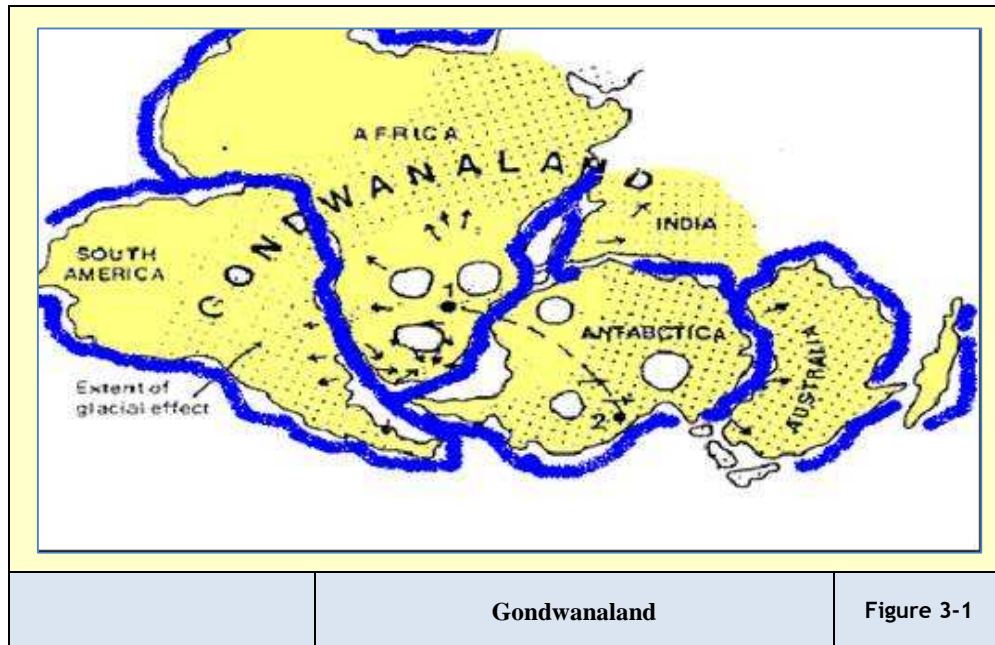 AFRICA
GONDWANALAND
INDIA
SOUTH
AMERICA
1
ANTABCTICA
AUSTRALIA
Extent of
glacial effect
2
Gondwanaland
Figure 3-1